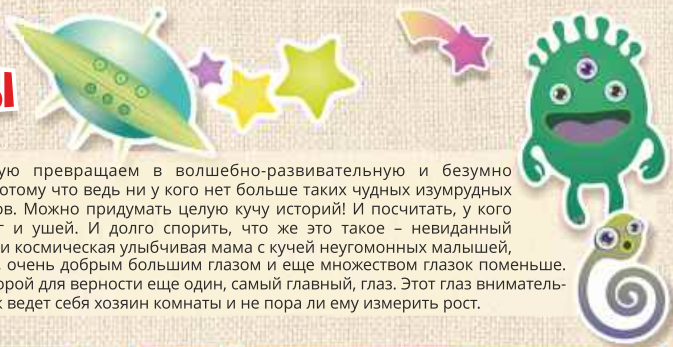 Ы
ую превращаем в волшебно-развивательную и безумно
отому что ведь ни у кого нет больше таких чудных изумрудных
ов. Можно придумать целую кучу историй! И посчитать, у кого
г и ушей. И долго спорить, что же это такое – невиданный
и космическая улыбчивая мама с кучей неугомонных малышей,
, очень добрым большим глазом и еще множеством глазок поменьше.
орой для верности еще один, самый главный, глаз. Этот глаз вниматель-
к ведет себя хозяин комнаты и не пора ли ему измерить рост.